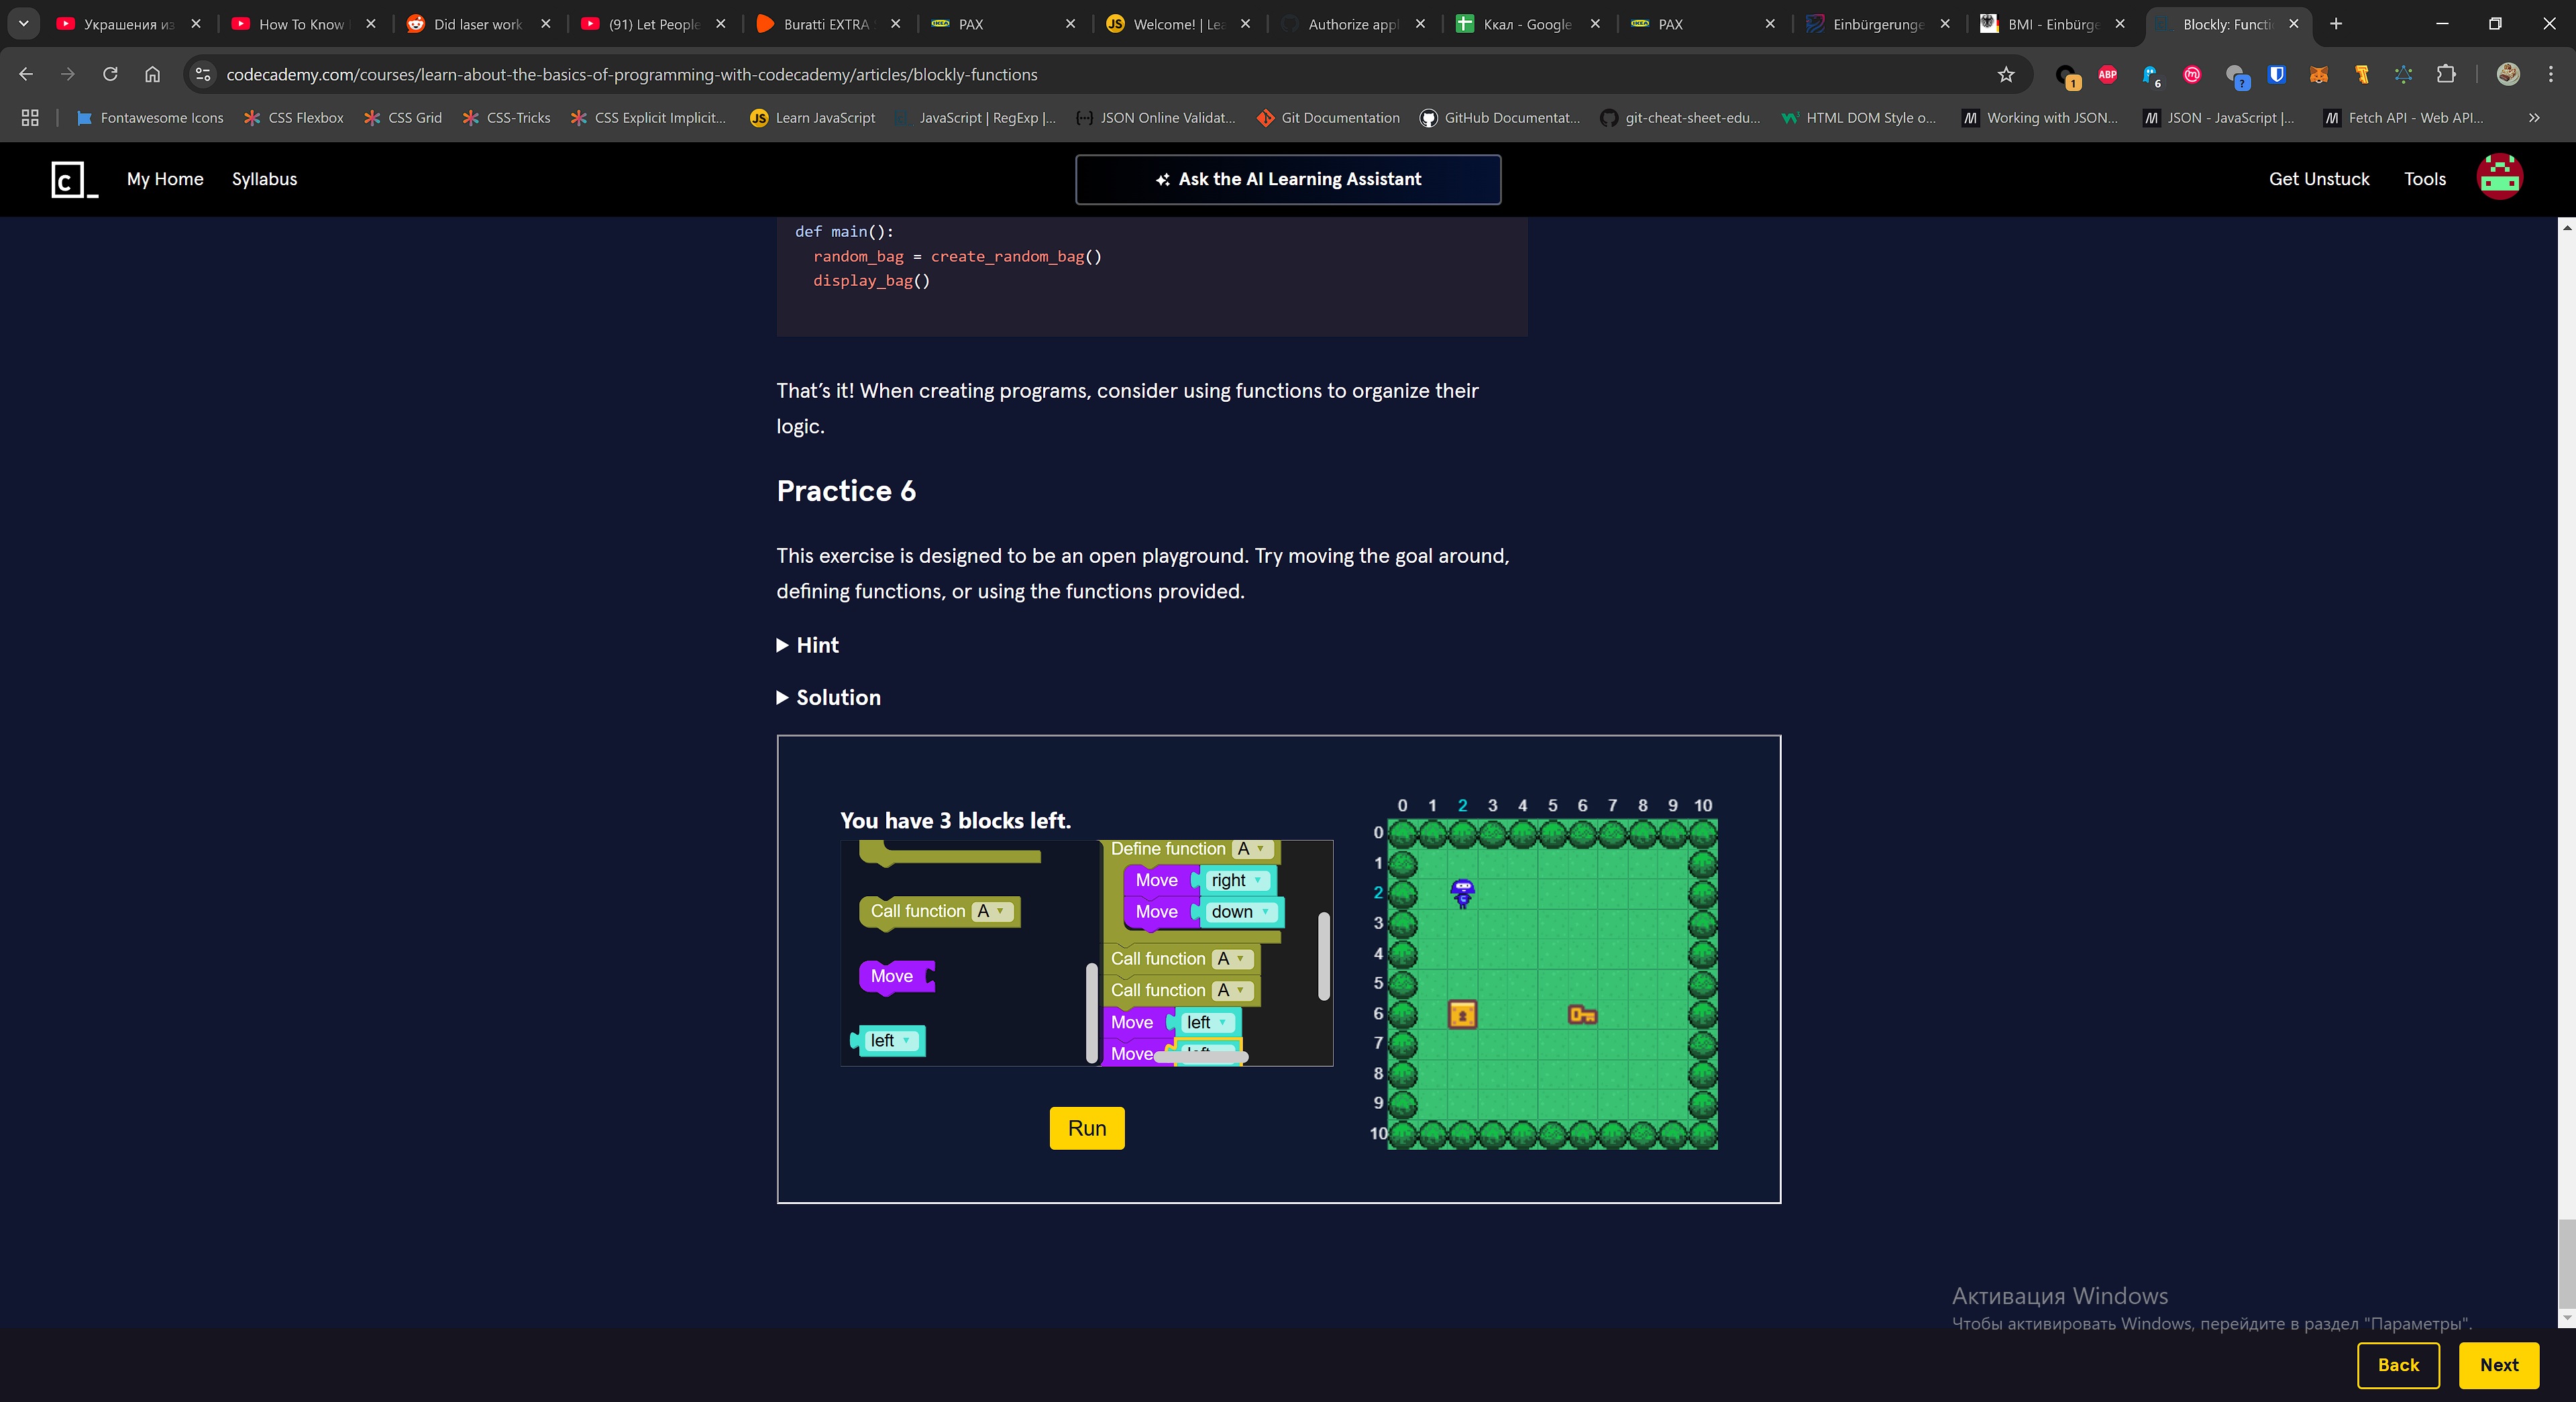 Украшения из
How To Know
Did laser work
(91) Let People
Buratti EXTRA
IKEA PAX
JS Welcome! | Lea
Authorize appl
Ккал - Google
IKEA PAX
Einbürgerunge
BMI - Einbürge
Blockly: Functi
codecademy.com/courses/learn-about-the-basics-of-programming-with-codecademy/articles/blockly-functions
1 ABP 6 ?
Fontawesome Icons
CSS Flexbox
CSS Grid
CSS-Tricks
CSS Explicit Implicit...
JS Learn JavaScript
JavaScript | RegExp |...
JSON Online Validat...
Git Documentation
GitHub Documentat...
git-cheat-sheet-edu...
HTML DOM Style o...
Working with JSON...
JSON - JavaScript |...
Fetch API - Web API...
c_ My Home Syllabus
Ask the AI Learning Assistant
Get Unstuck Tools
def main():
random_bag = create_random_bag()
display_bag()
That’s it! When creating programs, consider using functions to organize their
logic.
Practice 6
This exercise is designed to be an open playground. Try moving the goal around,
defining functions, or using the functions provided.
Hint
Solution
You have 3 blocks left.
Call function A
Move
left
Define function A
Move right
Move down
Call function A
Call function A
Move left
Move left
Run
0 1 2 3 4 5 6 7 8 9 10
0
1
2
3
4
5
6
7
8
9
10
Активация Windows
Чтобы активировать Windows, перейдите в раздел "Параметры".
Back Next